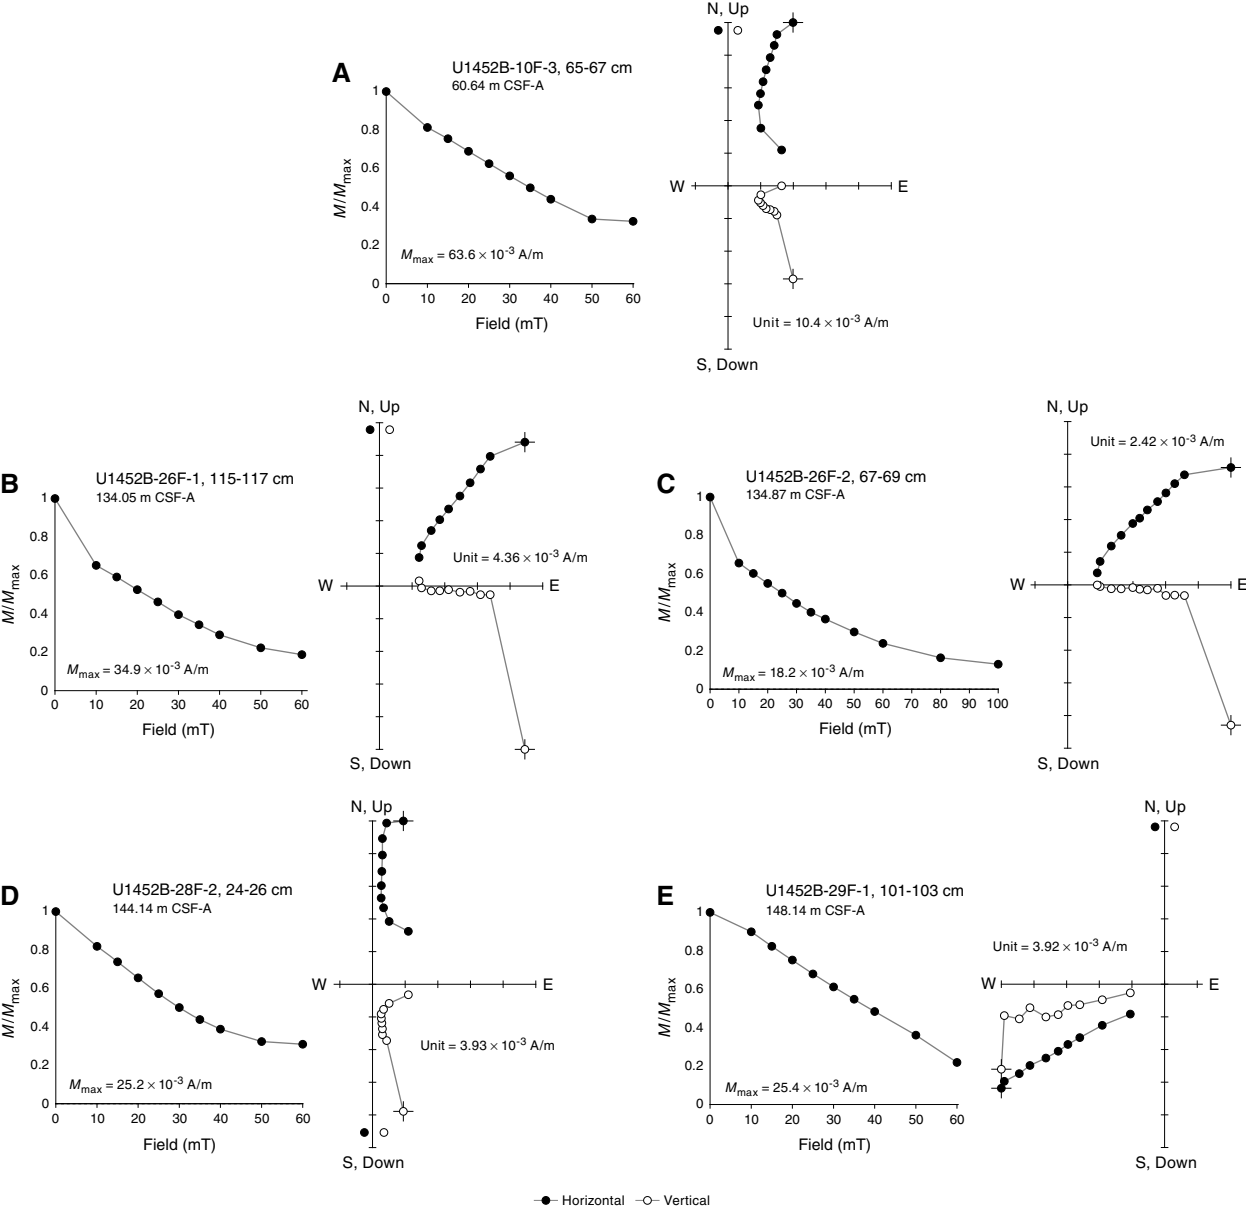 A
U1452B-10F-3, 65-67 cm
60.64 m CSF-A
M/Mmax
1
0.8
0.6
0.4
0.2
0
Mmax = 63.6 × 10-3 A/m
0 10 20 30 40 50 60
Field (mT)
N, Up
W
E
Unit = 10.4 × 10-3 A/m
S, Down
B
U1452B-26F-1, 115-117 cm
134.05 m CSF-A
M/Mmax
1
0.8
0.6
0.4
0.2
0
Mmax = 34.9 × 10-3 A/m
0 10 20 30 40 50 60
Field (mT)
N, Up
Unit = 4.36 × 10-3 A/m
W
E
S, Down
C
U1452B-26F-2, 67-69 cm
134.87 m CSF-A
M/Mmax
1
0.8
0.6
0.4
0.2
0
Mmax = 18.2 × 10-3 A/m
0 10 20 30 40 50 60 70 80 90 100
Field (mT)
N, Up
Unit = 2.42 × 10-3 A/m
W
E
S, Down
D
U1452B-28F-2, 24-26 cm
144.14 m CSF-A
M/Mmax
1
0.8
0.6
0.4
0.2
0
Mmax = 25.2 × 10-3 A/m
0 10 20 30 40 50 60
Field (mT)
N, Up
W
E
Unit = 3.93 × 10-3 A/m
S, Down
E
U1452B-29F-1, 101-103 cm
148.14 m CSF-A
M/Mmax
1
0.8
0.6
0.4
0.2
0
Mmax = 25.4 × 10-3 A/m
0 10 20 30 40 50 60
Field (mT)
N, Up
Unit = 3.92 × 10-3 A/m
W
E
S, Down
Horizontal Vertical